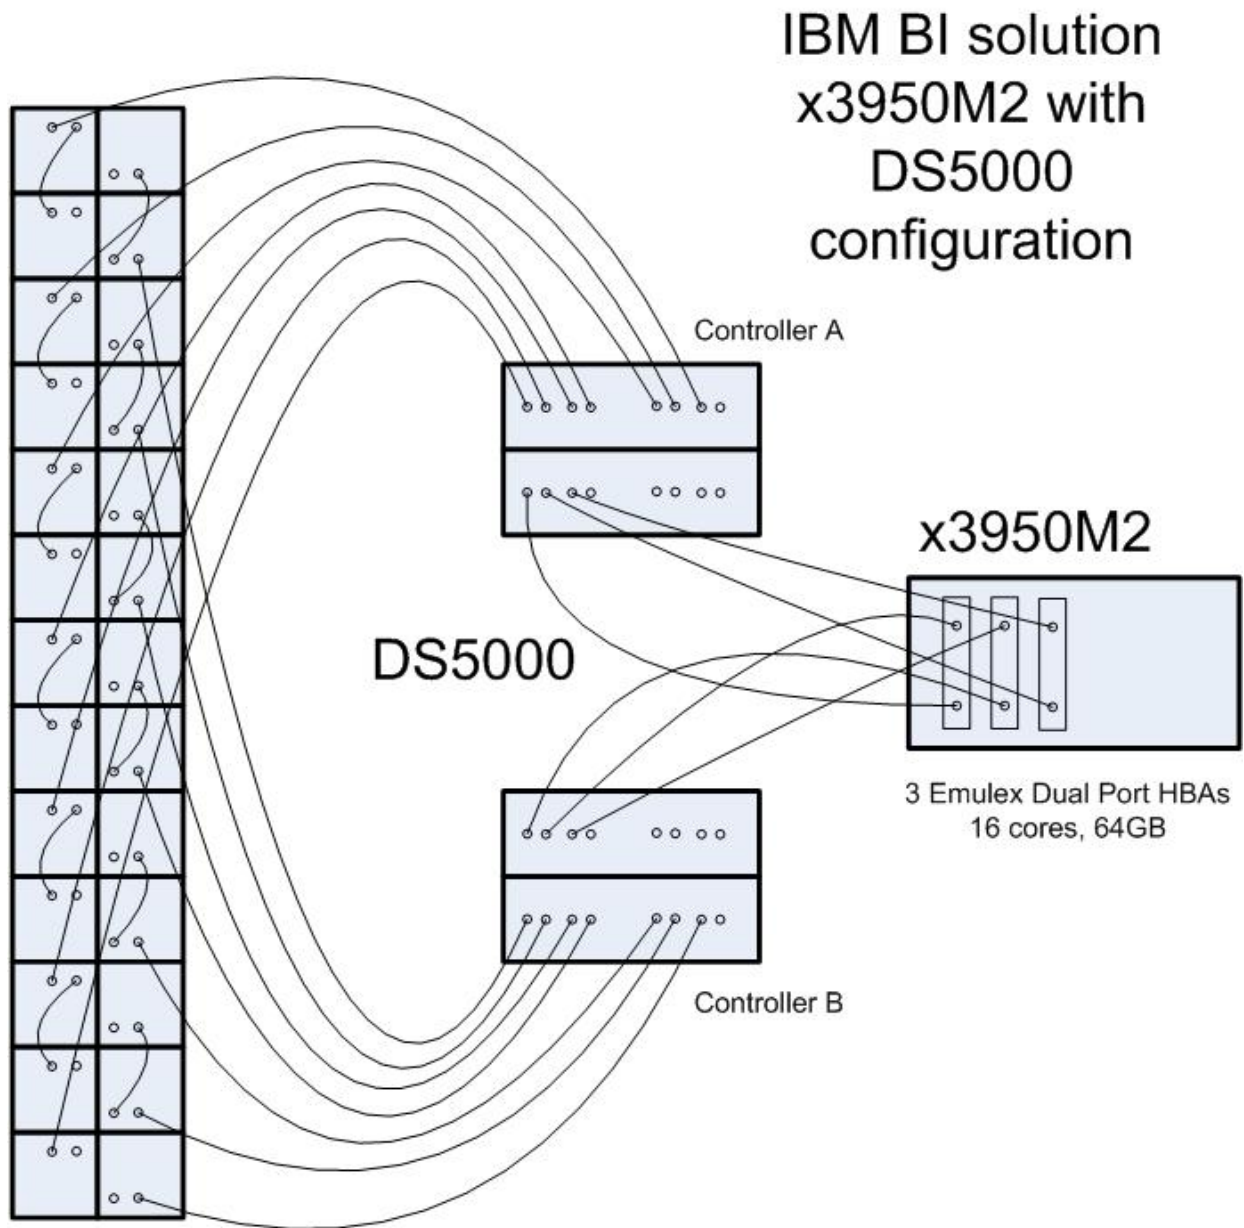 IBM BI solution
x3950M2 with
DS5000
configuration
Controller A
x3950M2
DS5000
3 Emulex Dual Port HBAs
16 cores, 64GB
Controller B